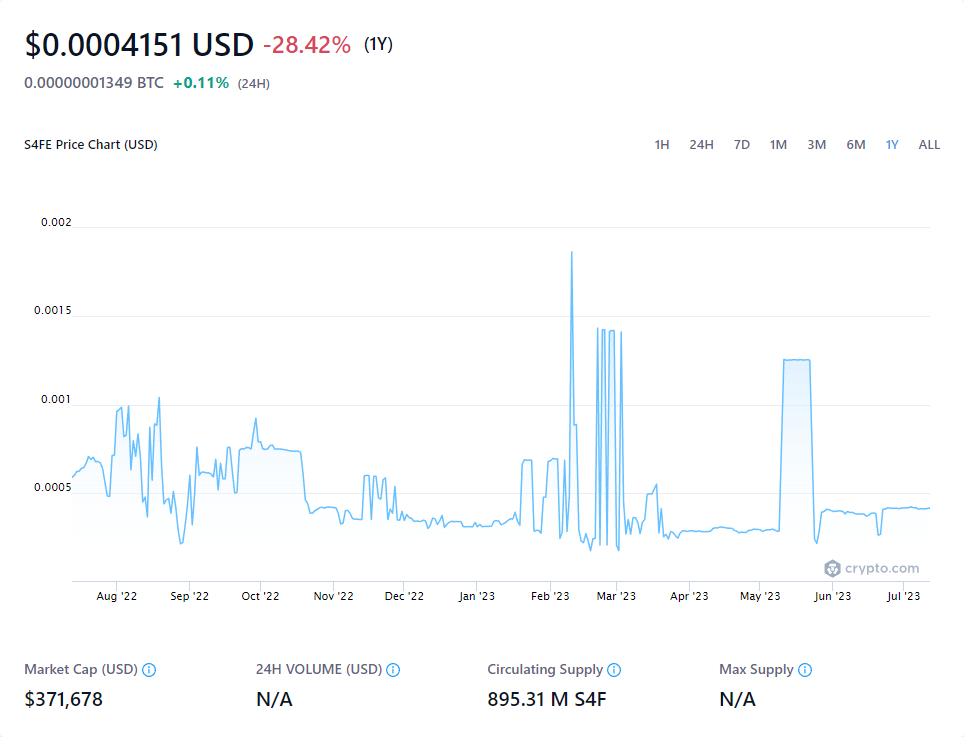 $0.0004151 USD -28.42% (1Y)
0.00000001349 BTC +0.11% (24H)
S4FE Price Chart (USD) 1H 24H 7D 1M 3M 6M 1Y ALL
0.002
0.0015
0.001
0.0005
crypto.com
Aug '22 Sep '22 Oct '22 Nov '22 Dec '22 Jan '23 Feb '23 Mar '23 Apr '23 May '23 Jun '23 Jul '23
Market Cap (USD) 24H VOLUME (USD) Circulating Supply Max Supply
$371,678 N/A 895.31 M S4F N/A